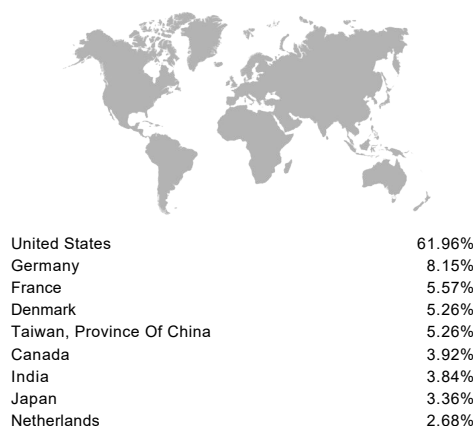 United States 61.96%
Germany 8.15%
France 5.57%
Denmark 5.26%
Taiwan, Province Of China 5.26%
Canada 3.92%
India 3.84%
Japan 3.36%
Netherlands 2.68%